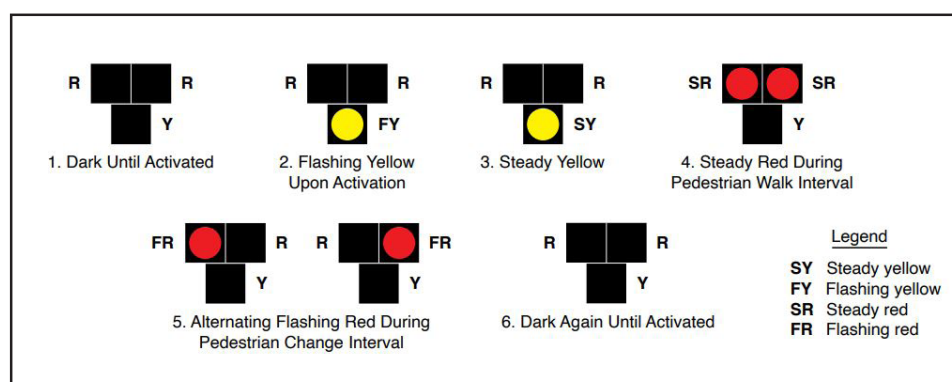 R R
Y
1. Dark Until Activated
R R
FY
2. Flashing Yellow
Upon Activation
R R
SY
3. Steady Yellow
SR SR
Y
4. Steady Red During
Pedestrian Walk Interval
FR R
Y
R FR
Y
5. Alternating Flashing Red During
Pedestrian Change Interval
R R
Y
6. Dark Again Until Activated
Legend
SY Steady yellow
FY Flashing yellow
SR Steady red
FR Flashing red